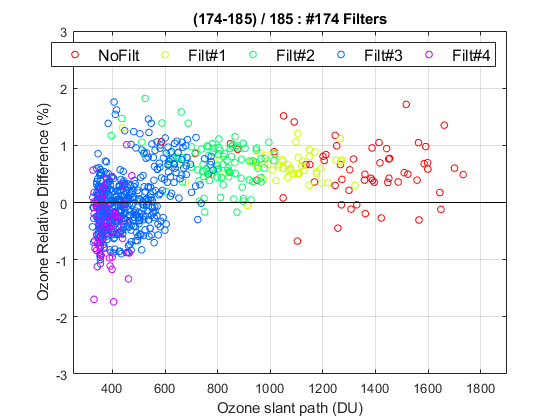 (174-185) / 185 : #174 Filters
NoFilt Filt#1 Filt#2 Filt#3 Filt#4
3
2
1
0
-1
-2
-3
Ozone Relative Difference (%)
400 600 800 1000 1200 1400 1600 1800
Ozone slant path (DU)